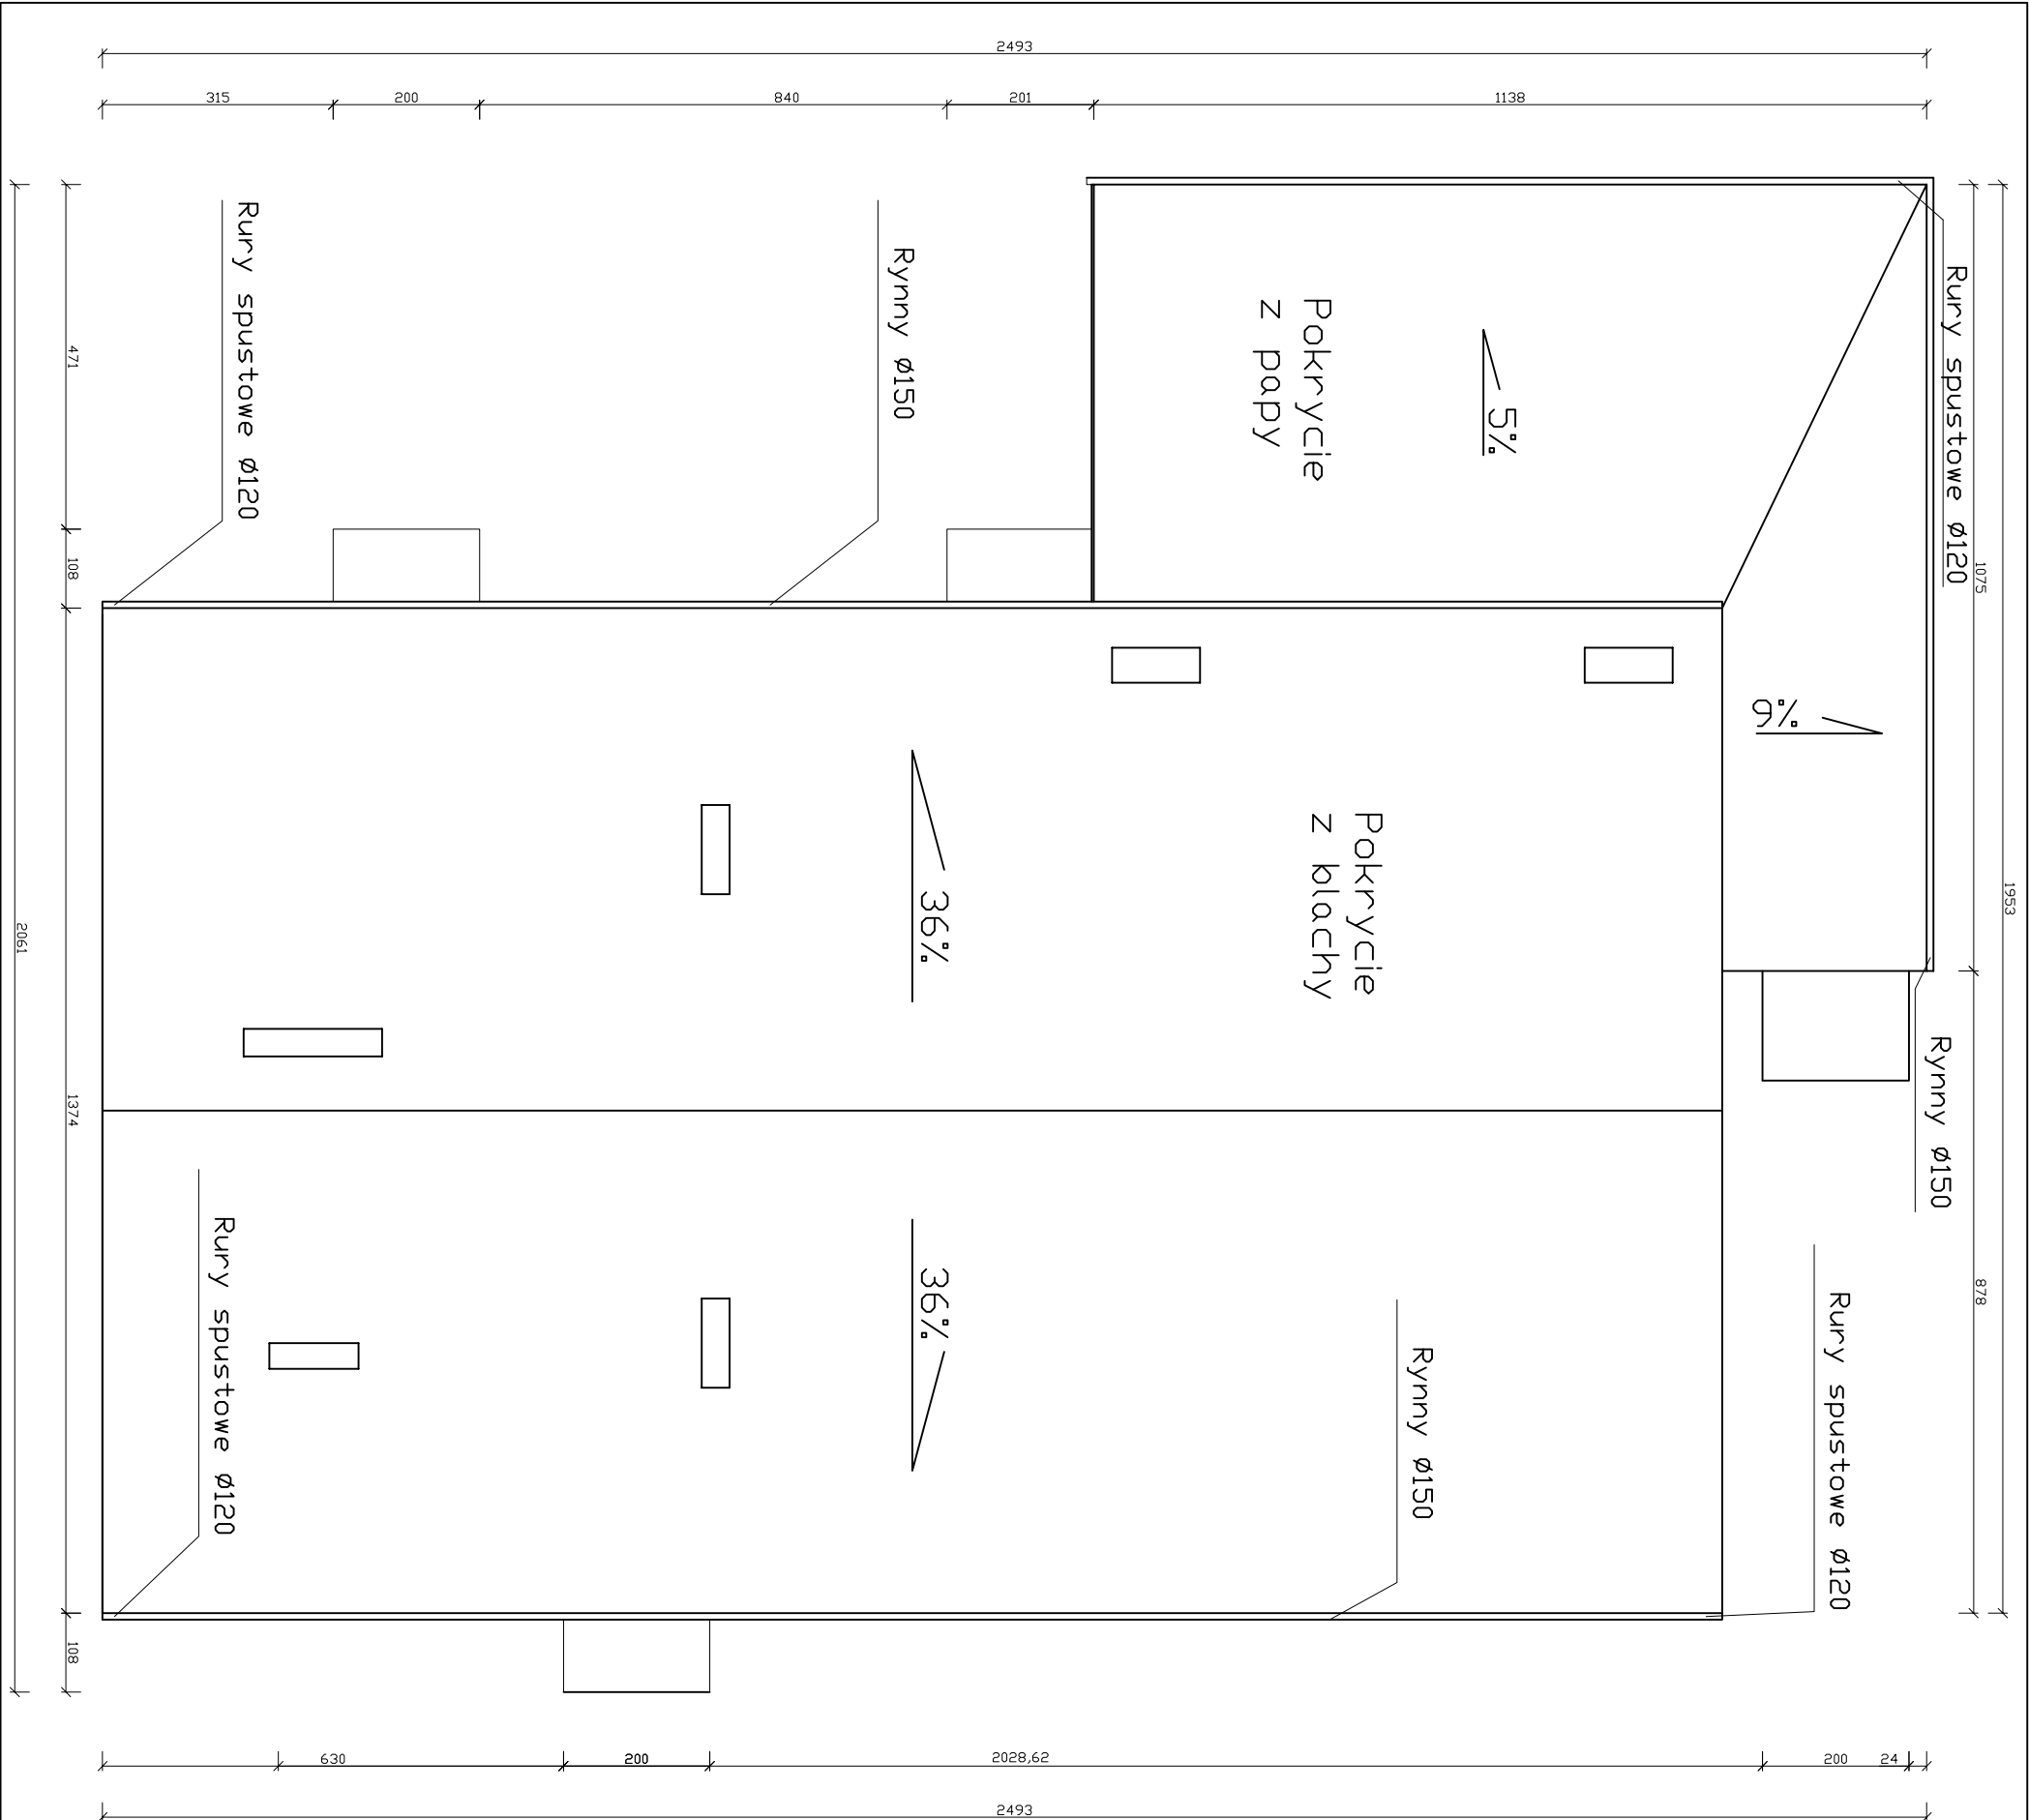 2493
315
200
840
201
1138
Rury spustowe Ø120
Rynny Ø150
Pokrycie
z papy
5%
Rury spustowe Ø120
1075
1953
471
108
9%
36%
Pokrycie
z blachy
2061
1374
Rynny Ø150
878
Rury spustowe Ø120
36%
Rynny Ø150
Rury spustowe Ø120
108
630
200
2028,62
200
24
2493